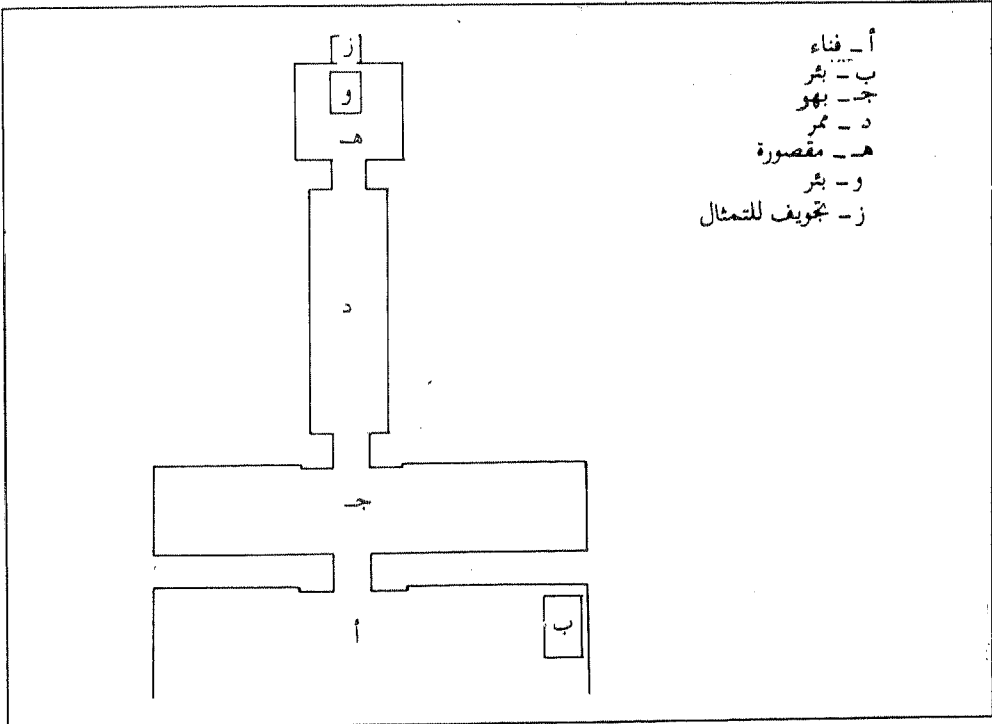 أ ـ فناء
ب ـ بئر
جـ ـ بهو
د ـ ممر
هـ ـ مقصورة
و ـ بئر
ز ـ تجويف للتمثال
ز
و
هـ
د
جـ
أ
ب